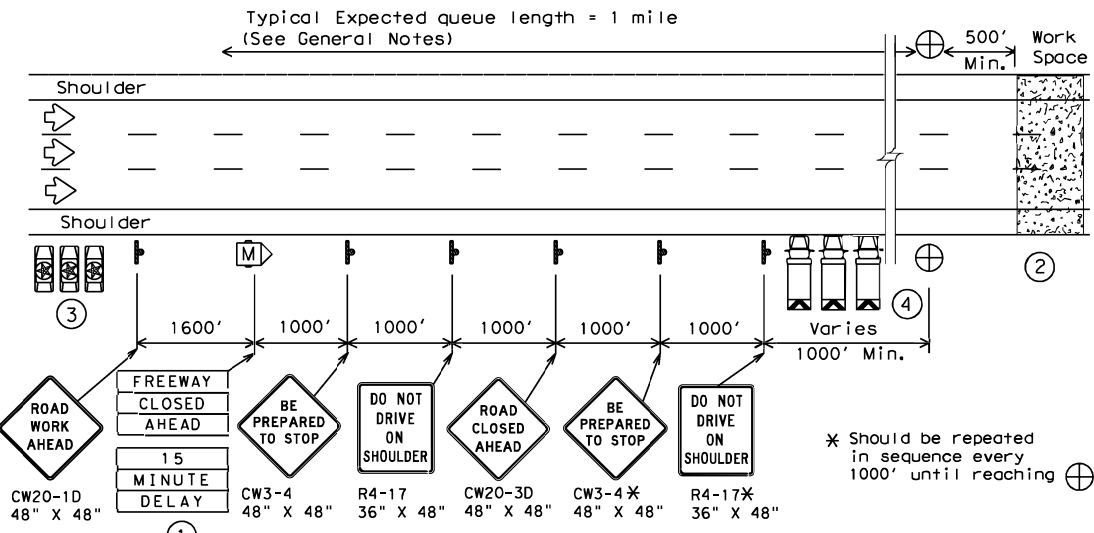 Typical Expected queue length = 1 mile
(See General Notes)
500'
Min.
Work
Space
Shoulder
Shoulder
M
3
4
2
1600'
1000'
1000'
1000'
1000'
1000'
Varies
1000' Min.
ROAD
WORK
AHEAD
CW20-1D
48" X 48"
FREEWAY
CLOSED
AHEAD
15
MINUTE
DELAY
1
BE
PREPARED
TO STOP
CW3-4
48" X 48"
DO NOT
DRIVE
ON
SHOULDER
R4-17
36" X 48"
ROAD
CLOSED
AHEAD
CW20-3D
48" X 48"
BE
PREPARED
TO STOP
CW3-4*
48" X 48"
DO NOT
DRIVE
ON
SHOULDER
R4-17*
36" X 48"
* Should be repeated
in sequence every
1000' until reaching